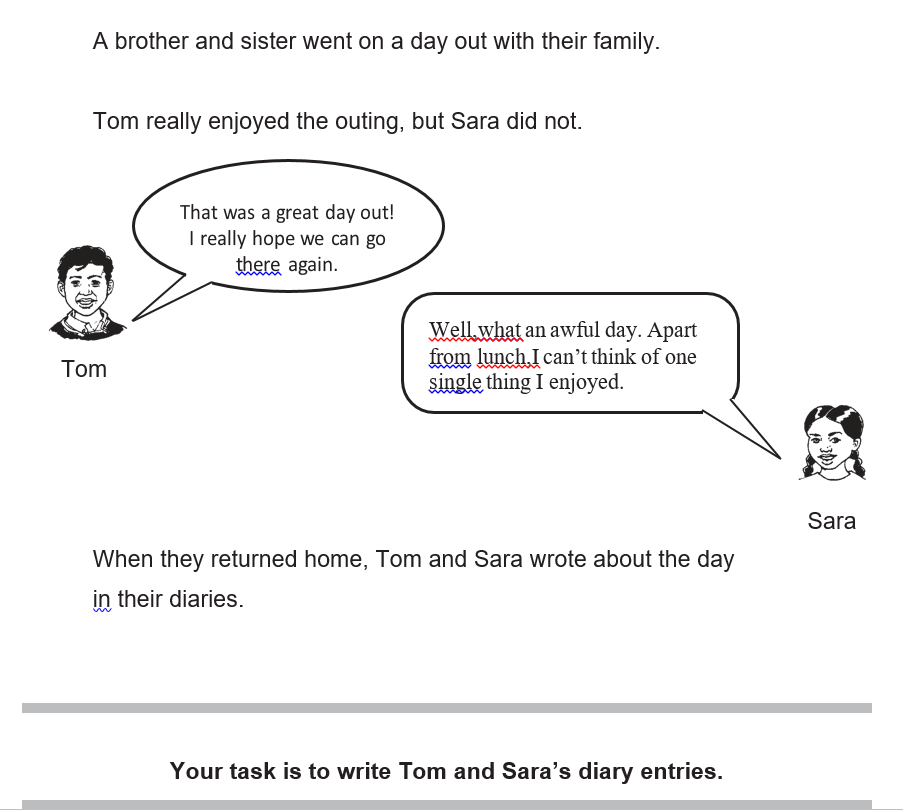 A brother and sister went on a day out with their family.
Tom really enjoyed the outing, but Sara did not.
That was a great day out!
I really hope we can go
there again.
Tom
Well,what an awful day. Apart
from lunch,I can’t think of one
single thing I enjoyed.
Sara
When they returned home, Tom and Sara wrote about the day
in their diaries.
Your task is to write Tom and Sara’s diary entries.